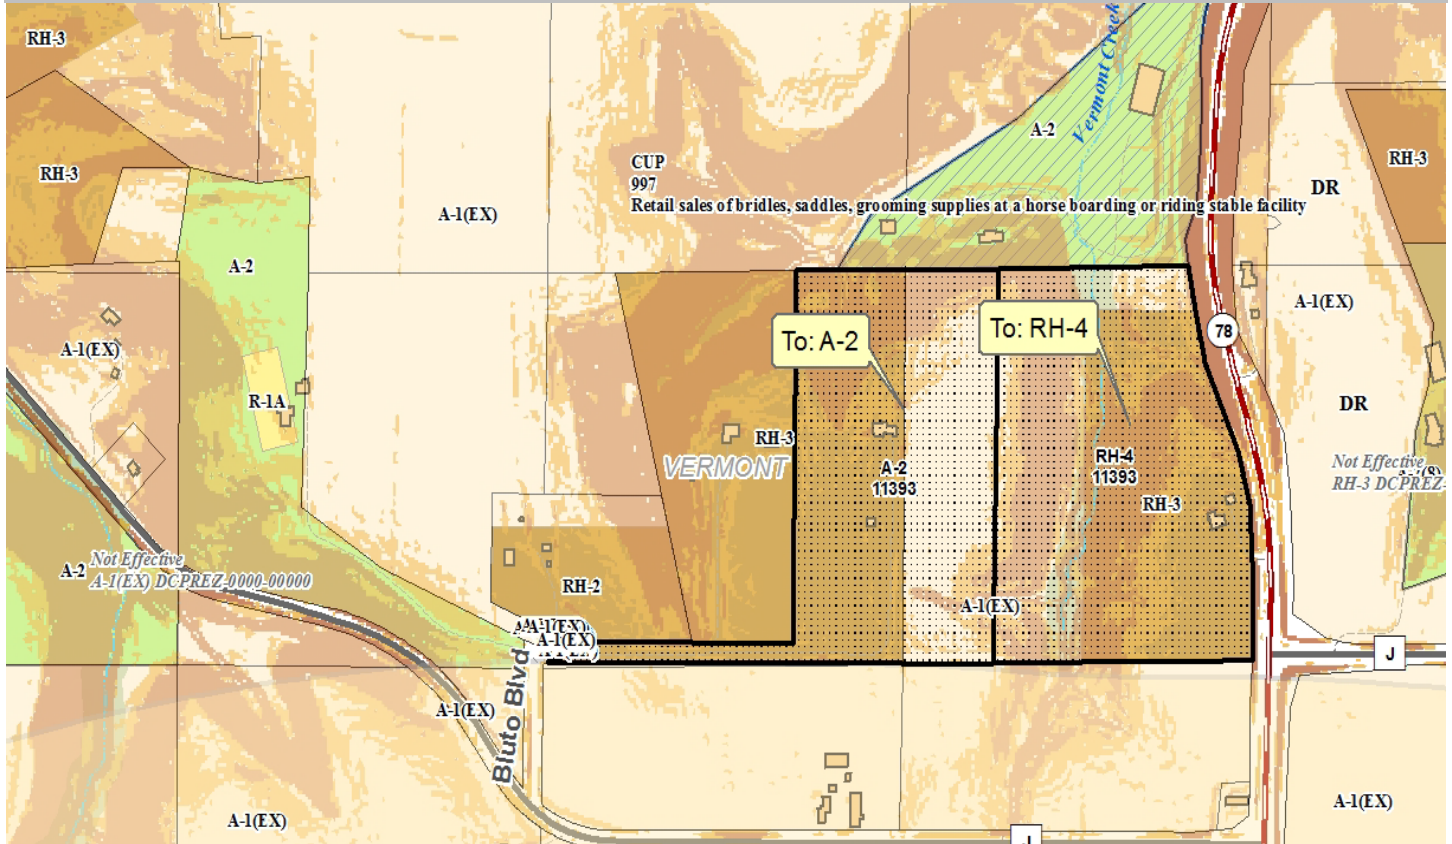 RH-3
RH-3
A-2
A-1(EX)
CUP
997
Retail sales of bridles, saddles, grooming supplies at a horse boarding or riding stable facility
A-2
Vermont Creek
RH-3
DR
A-1(EX)
R-1A
To: A-2
To: RH-4
78
A-1(EX)
DR
RH-3
VERMONT
A-2
11393
RH-4
11393
RH-3
Not Effective
RH-3 DCPREZ-
Not Effective
A-2
A-1(EX) DCPREZ-0000-00000
RH-2
A-1(EX)
A-1(EX)
A-1(EX)
J
Bluto Blvd
A-1(EX)
A-1(EX)
A-1(EX)
J